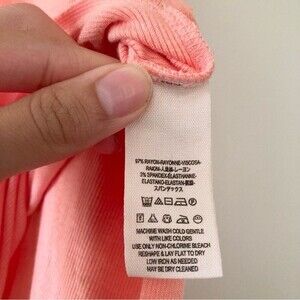 97% RAYON-RAYONNE-VISCOSA-
RAION-人造絲-レーヨン
3% SPANDEX-ÉLASTHANNE-
ELASTANO-ELASTAN-氨綸-
スパンデックス
MACHINE WASH COLD GENTLE
WITH LIKE COLORS
USE ONLY NON-CHLORINE BLEACH
RESHAPE & LAY FLAT TO DRY
LOW IRON AS NEEDED
MAY BE DRY CLEANED